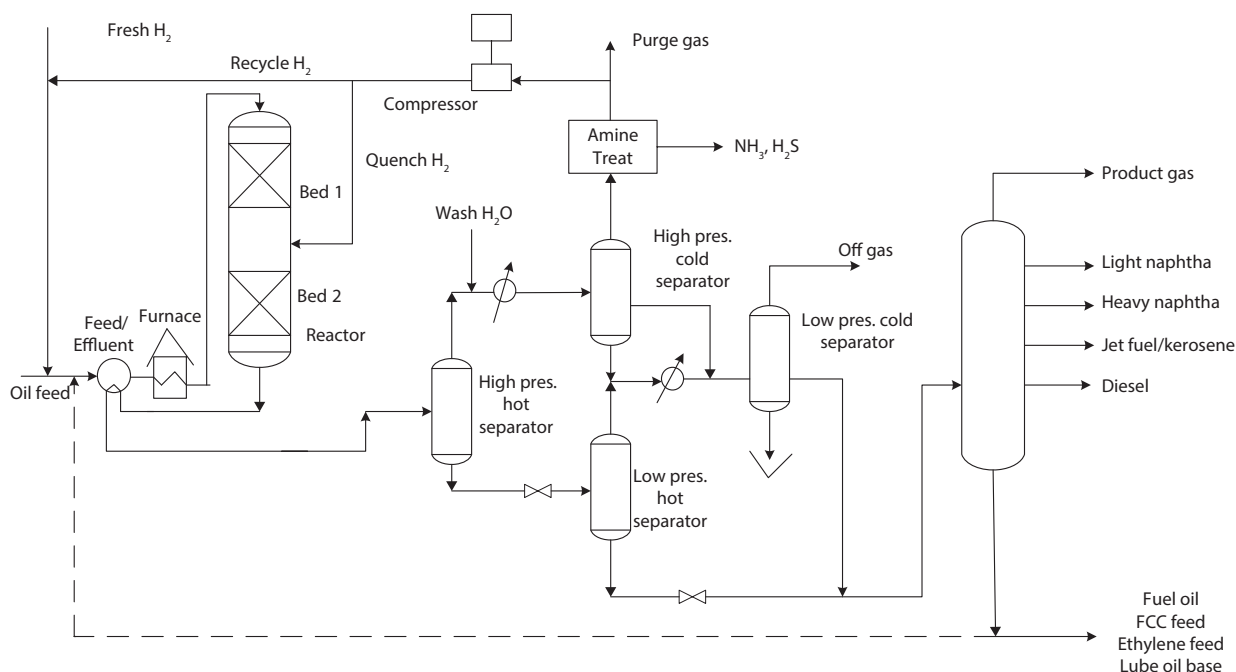 Fresh H₂
Purge gas
Recycle H₂
Compressor
Amine
Treat
NH₃, H₂S
Quench H₂
Product gas
Bed 1
Wash H₂O
High pres.
cold
separator
Off gas
Light naphtha
Bed 2
Heavy naphtha
Feed/
Effluent
Furnace
Reactor
Low pres. cold
separator
Jet fuel/kerosene
Oil feed
High pres.
hot
separator
Diesel
Low pres.
hot
separator
Fuel oil
FCC feed
Ethylene feed
Lube oil base